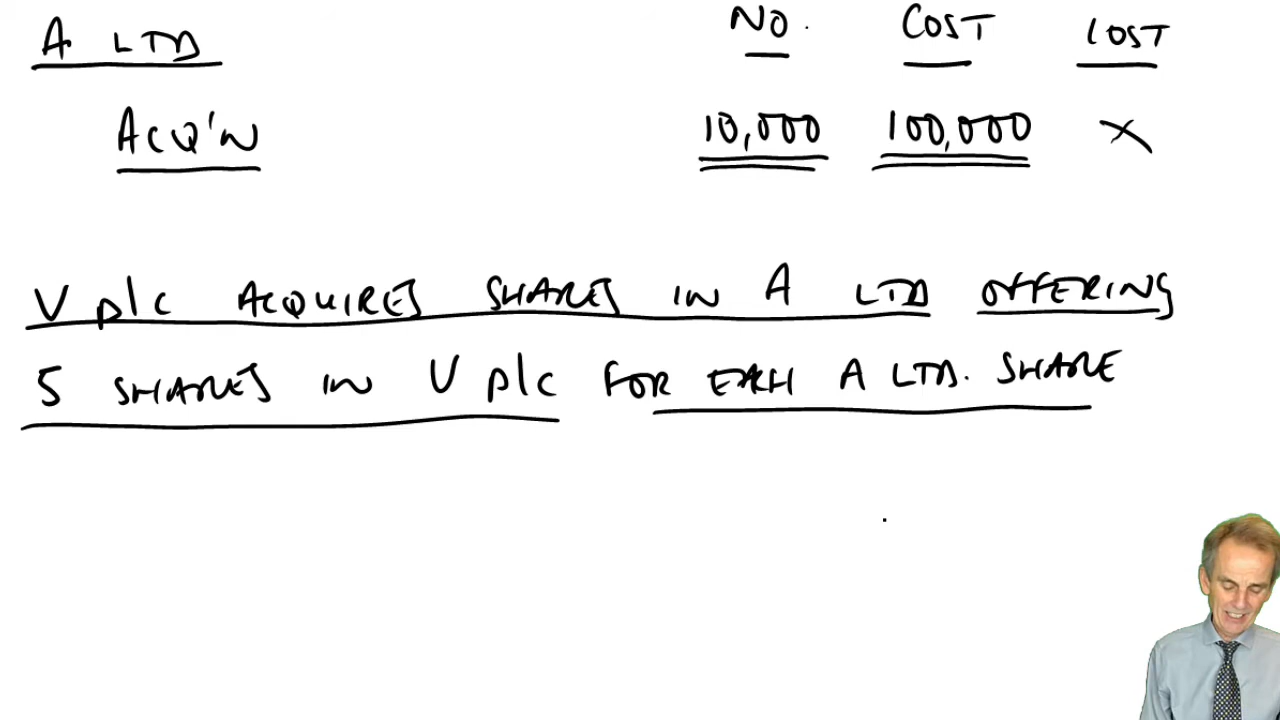 A LTD NO. COST COST
ACQ'N 10,000 100,000 X
V plc ACQUIRES SHARES IN A LTD OFFERING
5 SHARES IN V plc FOR EACH A LTD. SHARE